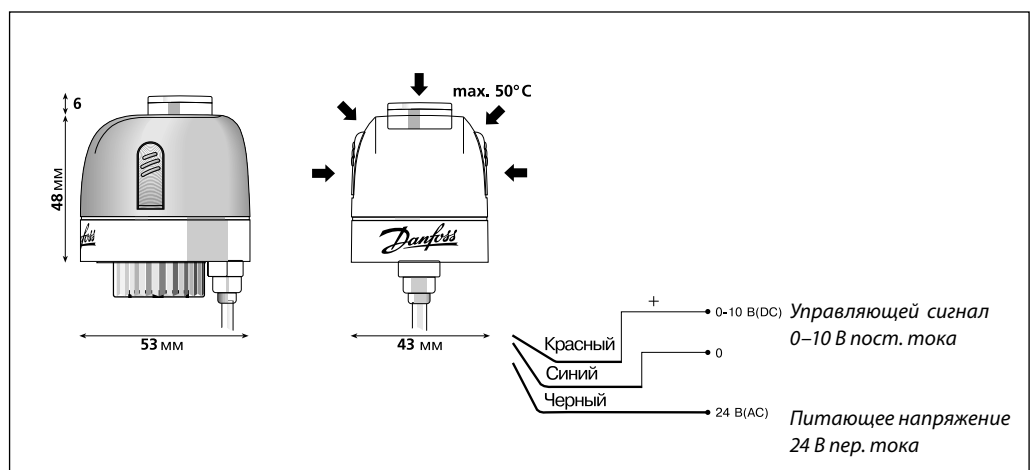 6
48 мм
foss
53 мм
max. 50°C
Danfoss
43 мм
Красный
Синий
Черный
+
0-10 В(DC)
0
24 В(AC)
Управляющей сигнал
0–10 В пост. тока
Питающее напряжение
24 В пер. тока